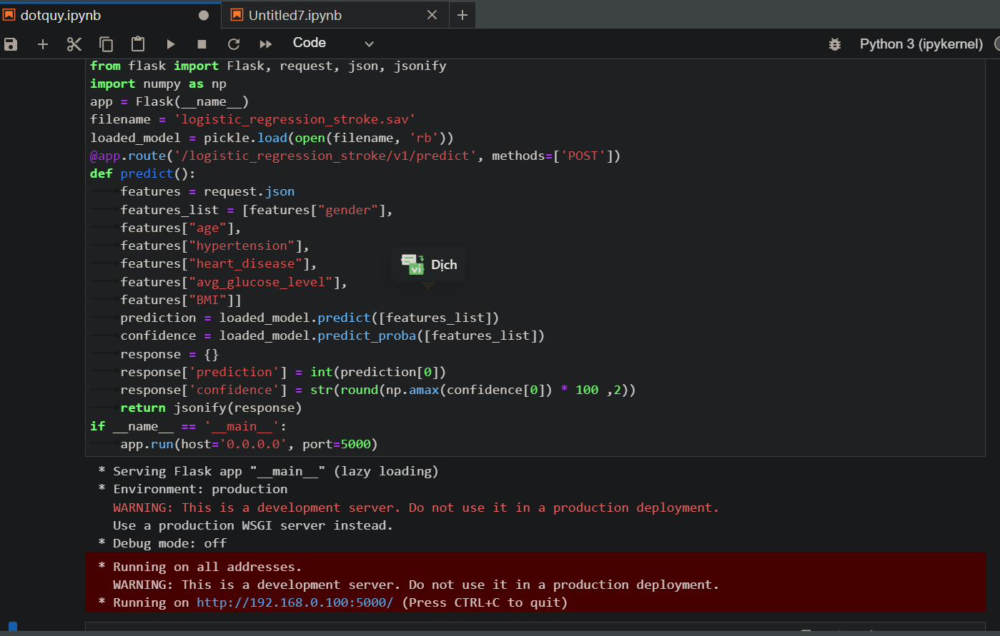 dotquy.ipynb
Untitled7.ipynb
Code
Python 3 (ipykernel)
from flask import Flask, request, json, jsonify
import numpy as np
app = Flask(__name__)
filename = 'logistic_regression_stroke.sav'
loaded_model = pickle.load(open(filename, 'rb'))
@app.route('/logistic_regression_stroke/v1/predict', methods=['POST'])
def predict():
    features = request.json
    features_list = [features["gender"],
    features["age"],
    features["hypertension"],
    features["heart_disease"],
    features["avg_glucose_level"],
    features["BMI"]]
    prediction = loaded_model.predict([features_list])
    confidence = loaded_model.predict_proba([features_list])
    response = {}
    response['prediction'] = int(prediction[0])
    response['confidence'] = str(round(np.amax(confidence[0]) * 100 ,2))
    return jsonify(response)
if __name__ == '__main__':
    app.run(host='0.0.0.0', port=5000)
vi Dịch
* Serving Flask app "__main__" (lazy loading)
* Environment: production
WARNING: This is a development server. Do not use it in a production deployment.
Use a production WSGI server instead.
* Debug mode: off
* Running on all addresses.
WARNING: This is a development server. Do not use it in a production deployment.
* Running on http://192.168.0.100:5000/ (Press CTRL+C to quit)